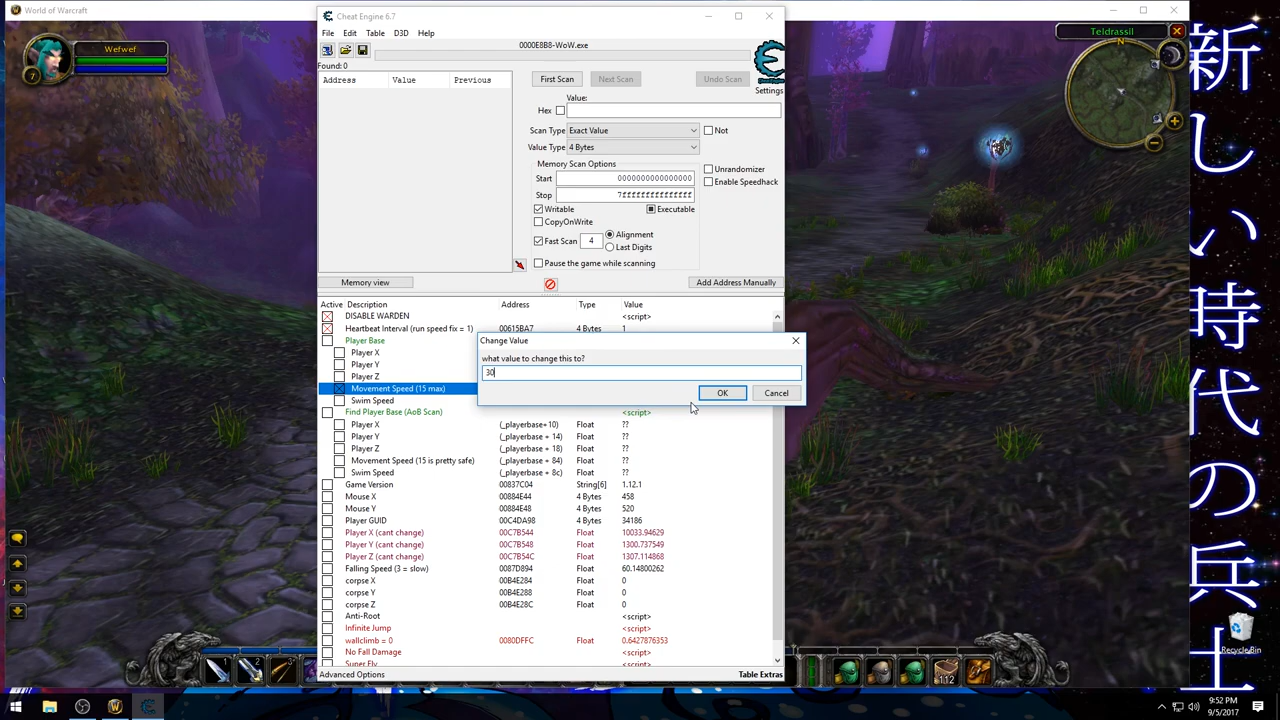 World of Warcraft
Wefwef
7
Cheat Engine 6.7
File Edit Table D3D Help
0000E8B8-WoW.exe
Found: 0
Address Value Previous
First Scan Next Scan Undo Scan
Settings
Value:
Hex
Scan Type Exact Value Not
Value Type 4 Bytes
Memory Scan Options
Start 0000000000000000
Stop 7fffffffffffffff
Unrandomizer
Enable Speedhack
Writable Executable
CopyOnWrite
Fast Scan 4 Alignment
Last Digits
Pause the game while scanning
Memory view Add Address Manually
Active Description Address Type Value
DISABLE WARDEN <script>
Heartbeat Interval (run speed fix = 1) 00615BA7 4 Bytes 1
Player Base
Player X
Player Y
Player Z
Movement Speed (15 max)
Swim Speed
Find Player Base (AoB Scan) <script>
Player X (_playerbase+10) Float ??
Player Y (_playerbase + 14) Float ??
Player Z (_playerbase + 18) Float ??
Movement Speed (15 is pretty safe) (_playerbase + 84) Float ??
Swim Speed (_playerbase + 8c) Float ??
Game Version 00837C04 String[6] 1.12.1
Mouse X 00884E44 4 Bytes 458
Mouse Y 00884E48 4 Bytes 520
Player GUID 00C4DA98 4 Bytes 34186
Player X (cant change) 00C7B544 Float 10033.94629
Player Y (cant change) 00C7B548 Float 1300.737549
Player Z (cant change) 00C7B54C Float 1307.114868
Falling Speed (3 = slow) 0087D894 Float 60.14800262
corpse X 00B4E284 Float 0
corpse Y 00B4E288 Float 0
corpse Z 00B4E28C Float 0
Anti-Root <script>
Infinite Jump <script>
wallclimb = 0 0080DFFC Float 0.6427876353
No Fall Damage <script>
Super Fly <script>
Advanced Options Table Extras
Change Value
what value to change this to?
30
OK Cancel
Teldrassil
N
1
2
3
112
新しい時代の兵士
Recycle Bin
9:52 PM
9/5/2017